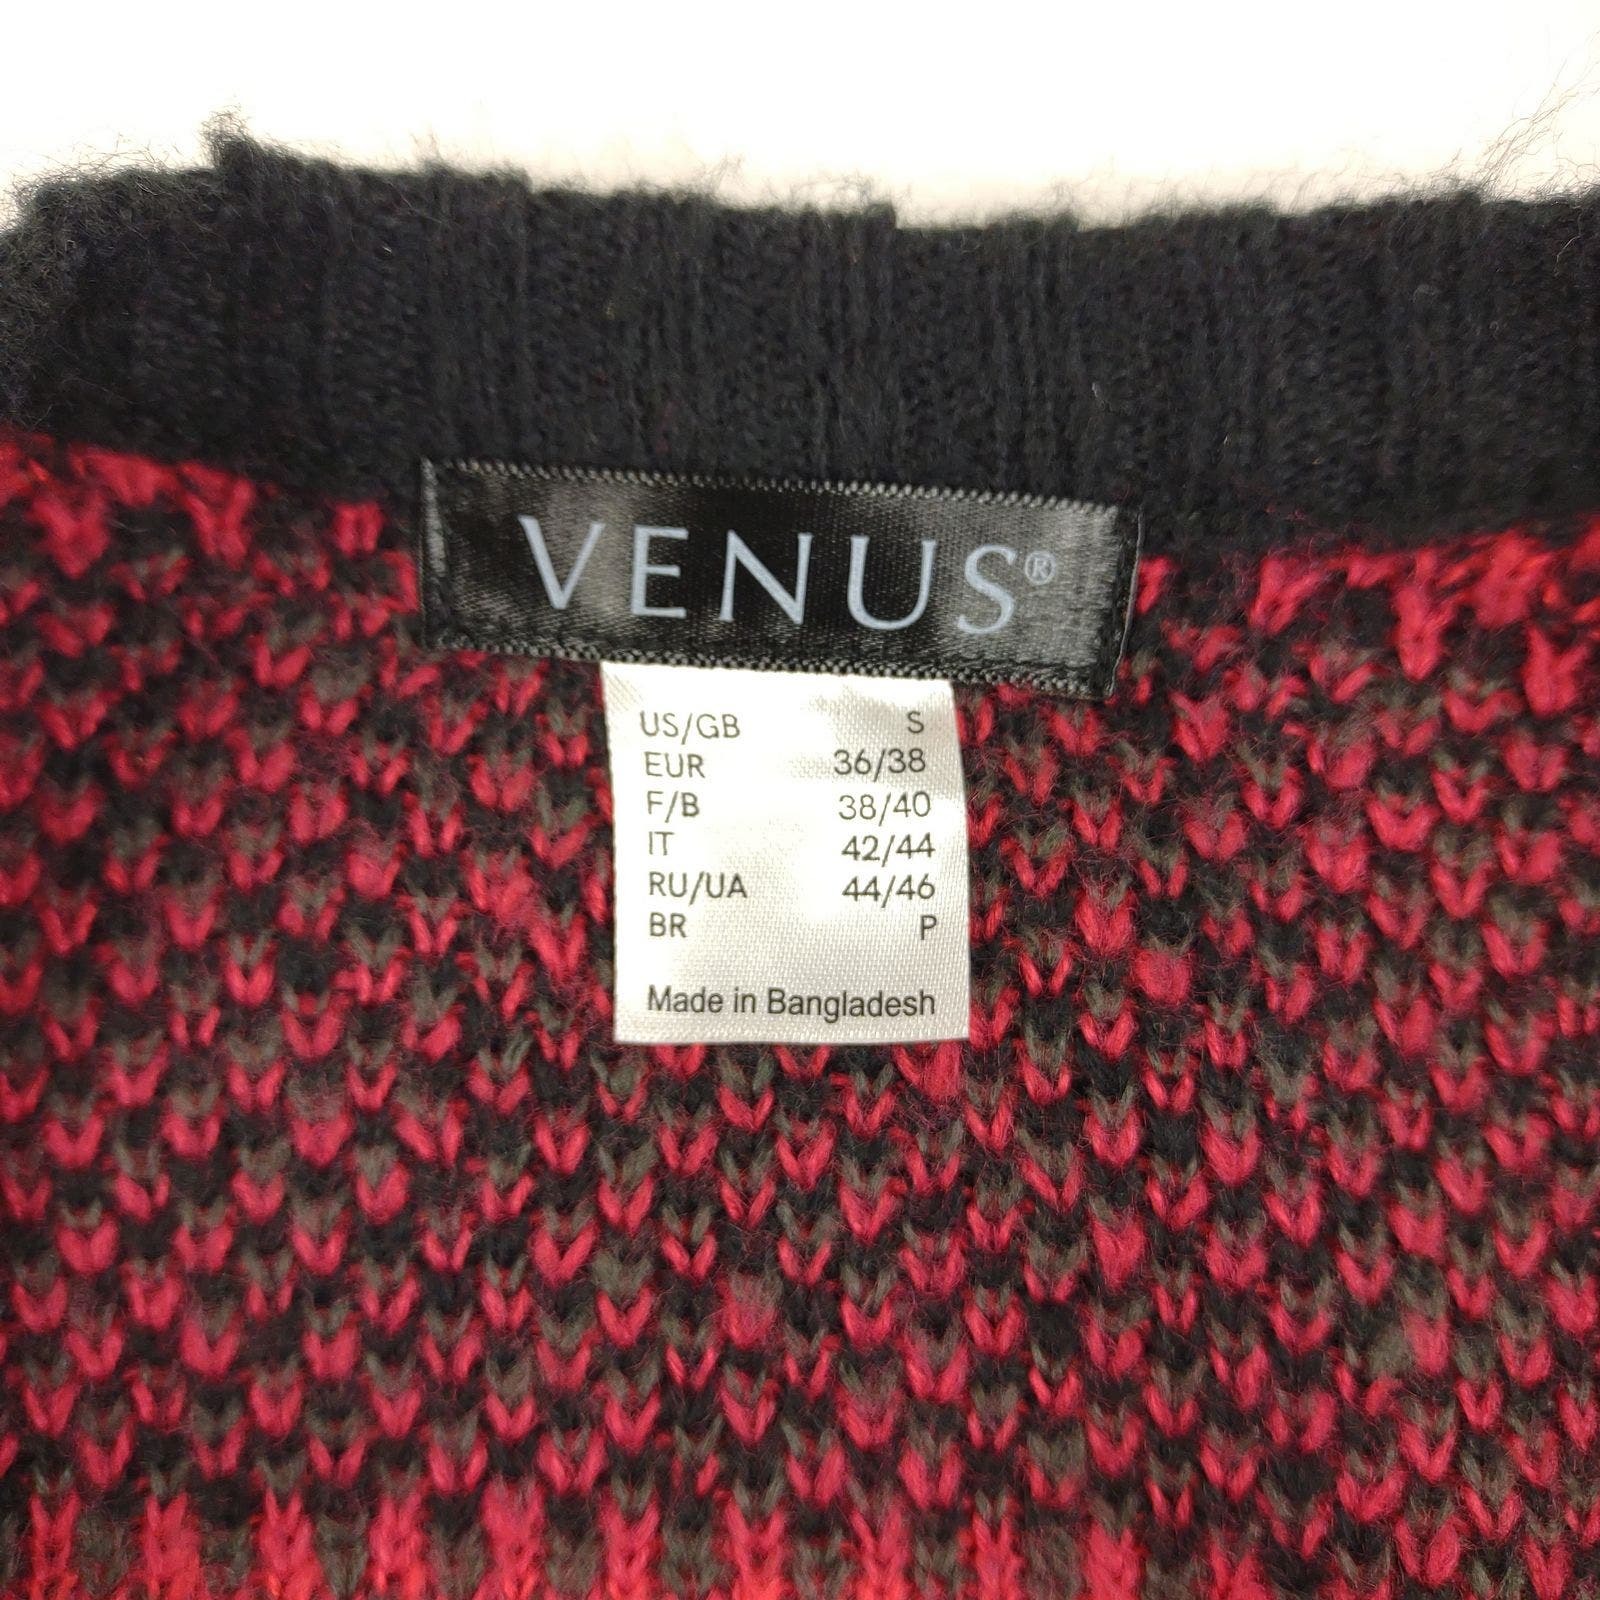 VENUS®
US/GB S
EUR 36/38
F/B 38/40
IT 42/44
RU/UA 44/46
BR P
Made in Bangladesh